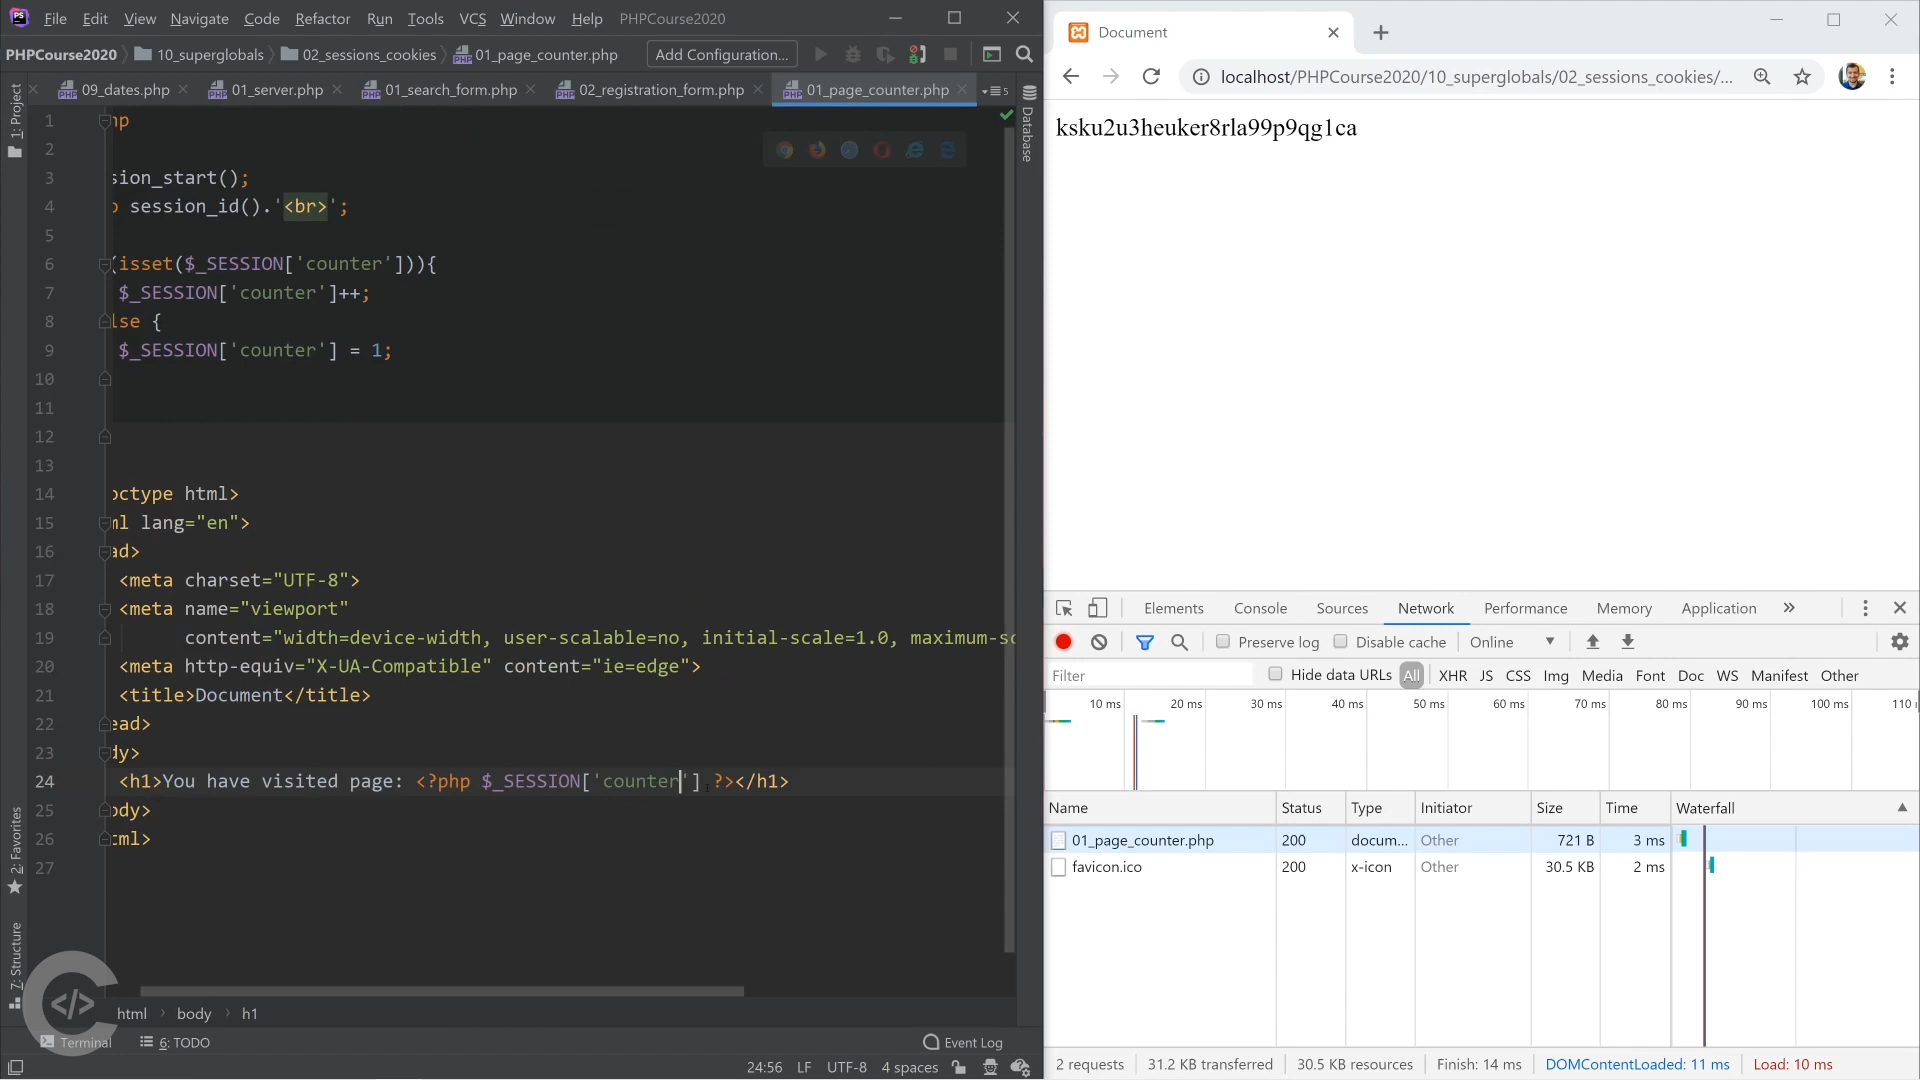 File Edit View Navigate Code Refactor Run Tools VCS Window Help PHPCourse2020
PHPCourse2020 10_superglobals 02_sessions_cookies 01_page_counter.php Add Configuration...
09_dates.php 01_server.php 01_search_form.php 02_registration_form.php 01_page_counter.php 5
1: Project
2: Favorites
7: Structure
Database
1 hp
2
3 sion_start();
4 o session_id().'<br>';
5
6 (isset($_SESSION['counter'])){
7 $_SESSION['counter']++;
8 lse {
9 $_SESSION['counter'] = 1;
10
11
12
13
14 octype html>
15 ml lang="en">
16 ad>
17 <meta charset="UTF-8">
18 <meta name="viewport"
19 content="width=device-width, user-scalable=no, initial-scale=1.0, maximum-sc
20 <meta http-equiv="X-UA-Compatible" content="ie=edge">
21 <title>Document</title>
22 ead>
23 dy>
24 <h1>You have visited page: <?php $_SESSION['counter'] ?></h1>
25 ody>
26 tml>
27
html body h1
Terminal 6: TODO Event Log
24:56 LF UTF-8 4 spaces
Document
localhost/PHPCourse2020/10_superglobals/02_sessions_cookies/...
ksku2u3heuker8rla99p9qg1ca
Elements Console Sources Network Performance Memory Application »
Preserve log Disable cache Online
Filter Hide data URLs All XHR JS CSS Img Media Font Doc WS Manifest Other
10 ms 20 ms 30 ms 40 ms 50 ms 60 ms 70 ms 80 ms 90 ms 100 ms 110
Name Status Type Initiator Size Time Waterfall
01_page_counter.php 200 docum... Other 721 B 3 ms
favicon.ico 200 x-icon Other 30.5 KB 2 ms
2 requests 31.2 KB transferred 30.5 KB resources Finish: 14 ms DOMContentLoaded: 11 ms Load: 10 ms